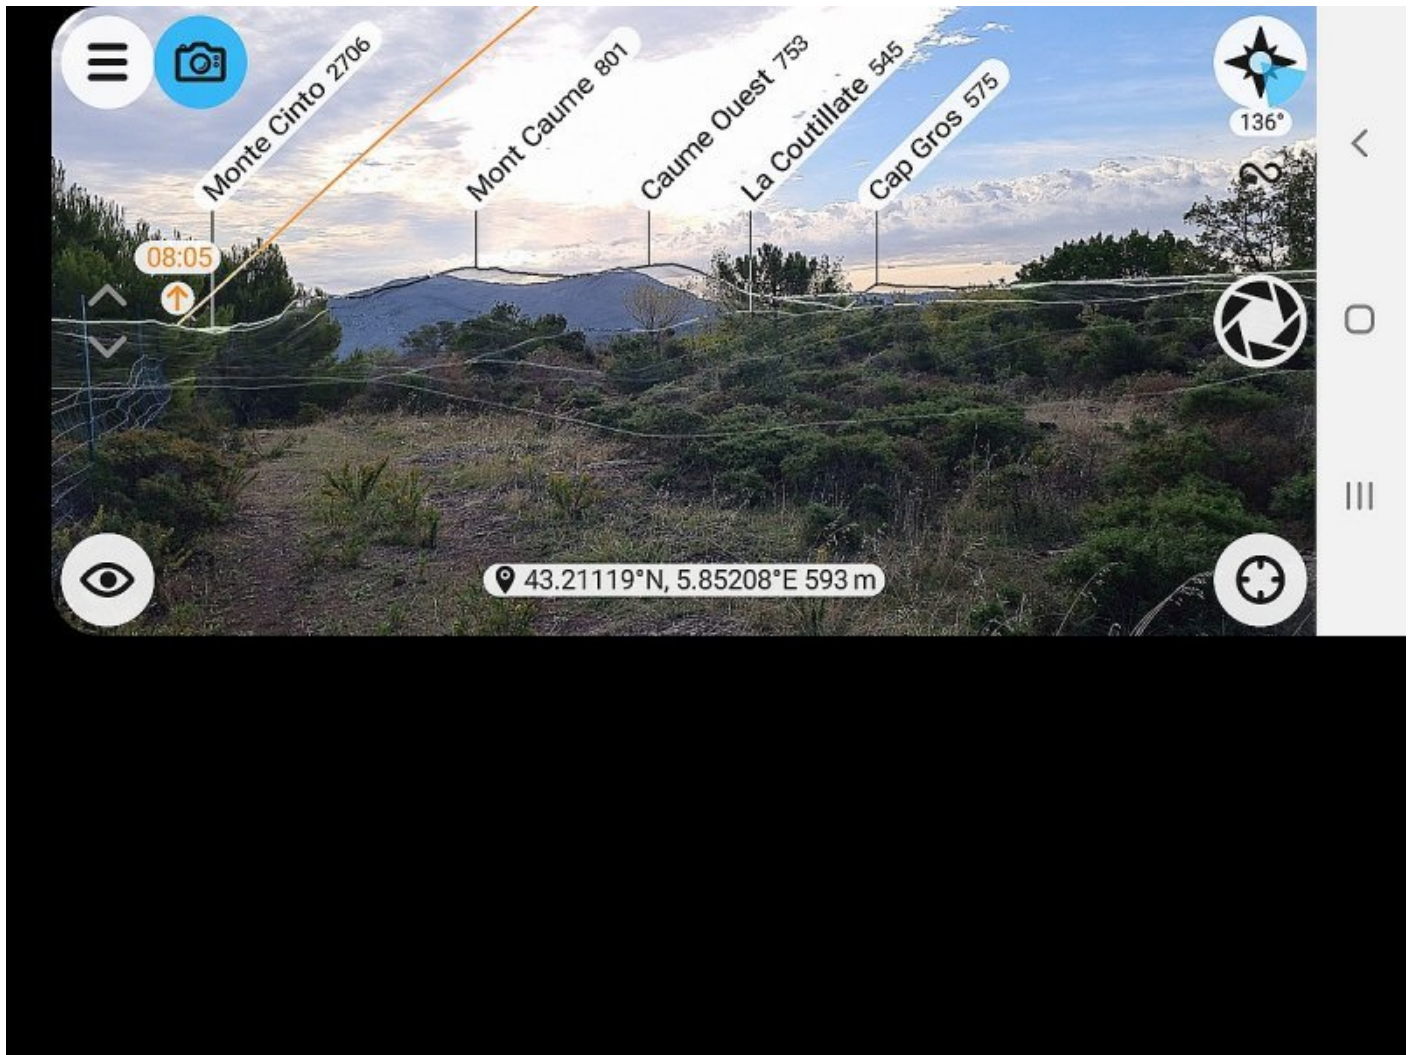 Monte Cinto 2706
Mont Caume 801
Caume Ouest 753
La Coutillate 545
Cap Gros 575
136°
08:05
43.21119°N, 5.85208°E 593 m